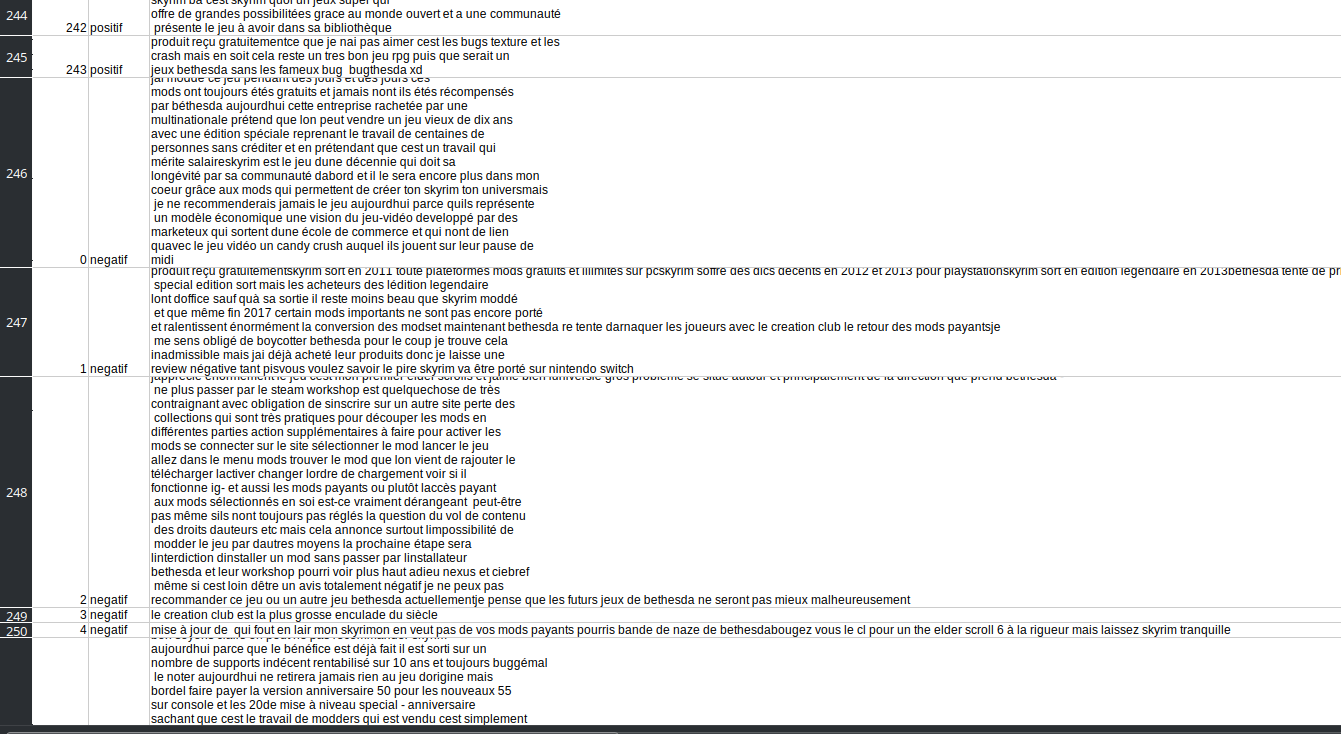 skyrim ba cest skyrim quoi un jeux super qui
244
offre de grandes possibilitées grace au monde ouvert et a une communauté
242 positif présente le jeu à avoir dans sa bibliothèque
produit reçu gratuitementce que je nai pas aimer cest les bugs texture et les
245
crash mais en soit cela reste un tres bon jeu rpg puis que serait un
243 positif jeux bethesda sans les fameux bug bugthesda xd
jai moddé ce jeu pendant des jours et des jours ces
mods ont toujours étés gratuits et jamais nont ils étés récompensés
par béthesda aujourdhui cette entreprise rachetée par une
multinationale prétend que lon peut vendre un jeu vieux de dix ans
avec une édition spéciale reprenant le travail de centaines de
personnes sans créditer et en prétendant que cest un travail qui
mérite salaireskyrim est le jeu dune décennie qui doit sa
246
longévité par sa communauté dabord et il le sera encore plus dans mon
coeur grâce aux mods qui permettent de créer ton skyrim ton universmais
je ne recommenderais jamais le jeu aujourdhui parce quils représente
un modèle économique une vision du jeu-vidéo developpé par des
marketeux qui sortent dune école de commerce et qui nont de lien
quavec le jeu vidéo un candy crush auquel ils jouent sur leur pause de
0 negatif midi
produit reçu gratuitementskyrim sort en 2011 toute plateformes mods gratuits et illimités sur pcskyrim soffre des dlcs décents en 2012 et 2013 pour playstationskyrim sort en édition légendaire en 2013bethesda tente de
special edition sort mais les acheteurs des lédition legendaire
lont doffice sauf quà sa sortie il reste moins beau que skyrim moddé
et que même fin 2017 certain mods importants ne sont pas encore porté
247
et ralentissent énormément la conversion des modset maintenant bethesda re tente darnaquer les joueurs avec le creation club le retour des mods payantsje
me sens obligé de boycotter bethesda pour le coup je trouve cela
inadmissible mais jai déjà acheté leur produits donc je laisse une
1 negatif review négative tant pisvous voulez savoir le pire skyrim va être porté sur nintendo switch
japprécie énormément le jeu cest mon premier elder scrolls et jaime bien luniversle gros problème se situe autour et principalement de la direction que prend bethesda
ne plus passer par le steam workshop est quelquechose de très
contraignant avec obligation de sinscrire sur un autre site perte des
collections qui sont très pratiques pour découper les mods en
différentes parties action supplémentaires à faire pour activer les
mods se connecter sur le site sélectionner le mod lancer le jeu
allez dans le menu mods trouver le mod que lon vient de rajouter le
télécharger lactiver changer lordre de chargement voir si il
248
fonctionne ig- et aussi les mods payants ou plutôt laccès payant
aux mods sélectionnés en soi est-ce vraiment dérangeant peut-être
pas même sils nont toujours pas réglés la question du vol de contenu
des droits dauteurs etc mais cela annonce surtout limpossibilité de
modder le jeu par dautres moyens la prochaine étape sera
linterdiction dinstaller un mod sans passer par linstallateur
bethesda et leur workshop pourri voir plus haut adieu nexus et ciebref
même si cest loin dêtre un avis totalement négatif je ne peux pas
2 negatif recommander ce jeu ou un autre jeu bethesda actuellementje pense que les futurs jeux de bethesda ne seront pas mieux malheureusement
249 3 negatif le creation club est la plus grosse enculade du siècle
250 4 negatif mise à jour de qui fout en lair mon skyrimon en veut pas de vos mods payants pourris bande de naze de bethesdabougez vous le cl pour un the elder scroll 6 à la rigueur mais laissez skyrim tranquille
aujourdhui parce que le bénéfice est déjà fait il est sorti sur un
nombre de supports indécent rentabilisé sur 10 ans et toujours buggémal
le noter aujourdhui ne retirera jamais rien au jeu dorigine mais
bordel faire payer la version anniversaire 50 pour les nouveaux 55
sur console et les 20de mise à niveau special - anniversaire
sachant que cest le travail de modders qui est vendu cest simplement